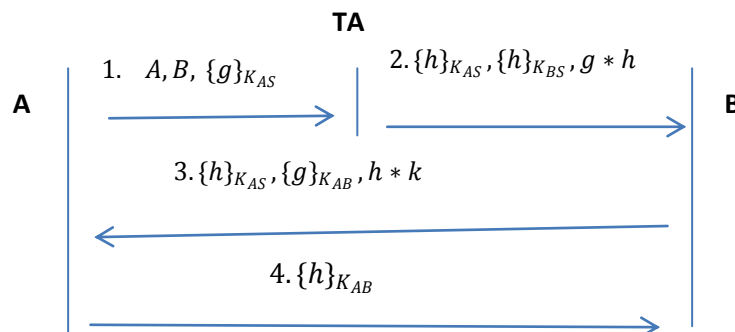 TA
1. A, B, {g}_{K_{AS}}
2. {h}_{K_{AS}}, {h}_{K_{BS}}, g * h
A
B
3. {h}_{K_{AS}}, {g}_{K_{AB}}, h * k
4. {h}_{K_{AB}}